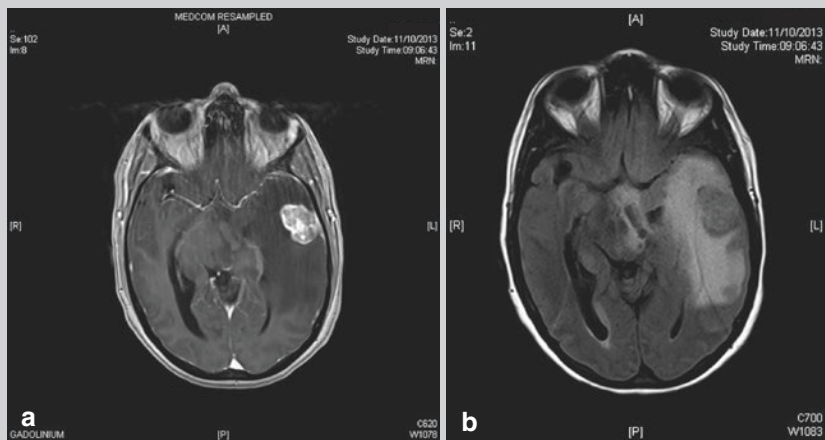 MEDCOM RESAMPLED
[A]
..
Se:102
Im:8
Study Date:11/10/2013
Study Time:09:06:43
MRN:
[R]
[L]
a
GADOLINIUM
[P]
C620
W1078
..
Se:2
Im:11
[A]
Study Date:11/10/2013
Study Time:09:06:43
MRN:
[R]
[L]
b
[P]
C700
W1083